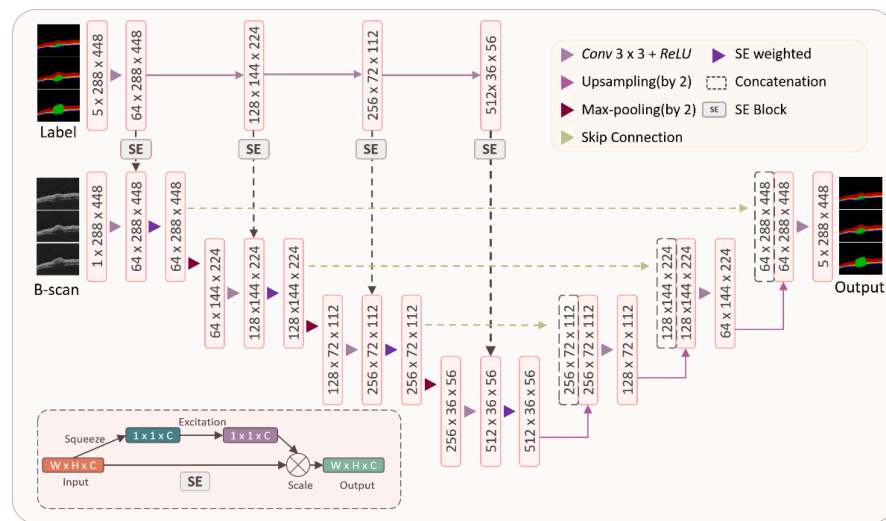 Label
5 x 288 x 448
64 x 288 x 448
128 x 144 x 224
256 x 72 x 112
512x 36 x 56
Conv 3 x 3 + ReLU
SE weighted
Upsampling(by 2)
Concatenation
Max-pooling(by 2)
SE
SE Block
Skip Connection
SE
SE
SE
SE
B-scan
1 x 288 x 448
64 x 288 x 448
64 x 288 x 448
64 x 288 x 448
64 x 288 x 448
5 x 288 x 448
Output
64 x 144 x 224
128 x144 x 224
128 x144 x 224
128 x144 x 224
128 x144 x 224
64 x 144 x 224
128 x 72 x 112
256 x 72 x 112
256 x 72 x 112
256 x 72 x 112
256 x 72 x 112
128 x 72 x 112
256 x 36 x 56
512 x 36 x 56
512 x 36 x 56
Excitation
Squeeze
1 x 1 x C
1 x 1 x C
W x H x C
W x H x C
Input
SE
Scale
Output